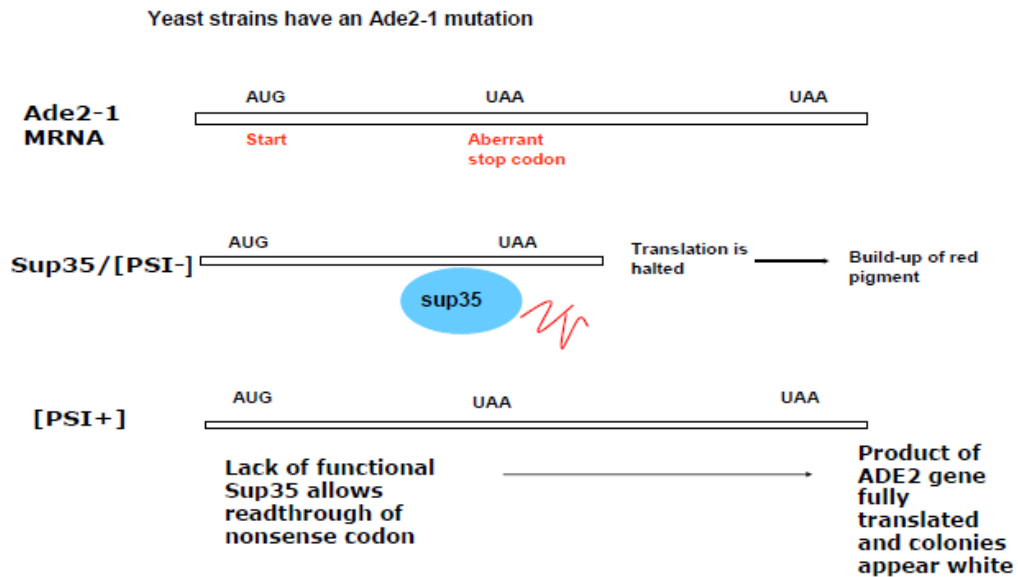 Yeast strains have an Ade2-1 mutation
Ade2-1
MRNA
AUG
UAA
UAA
Start
Aberrant
stop codon
Sup35/[PSI-]
AUG
UAA
sup35
Translation is
halted
Build-up of red
pigment
[PSI+]
AUG
UAA
UAA
Lack of functional
Sup35 allows
readthrough of
nonsense codon
Product of
ADE2 gene
fully
translated
and colonies
appear white